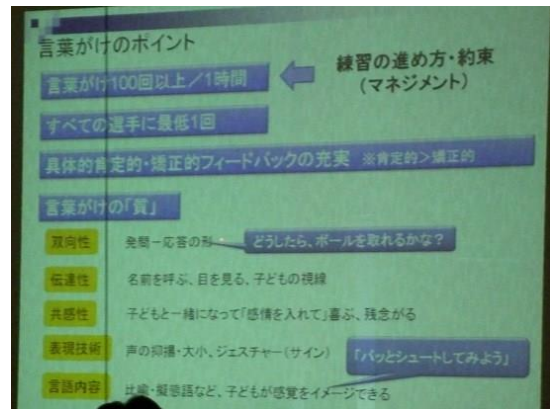 言葉がけのポイント
言葉がけ100回以上／1時間
練習の進め方・約束
(マネジメント)
すべての選手に最低1回
具体的肯定的・矯正的フィードバックの充実 ※肯定的>矯正的
言葉がけの「質」
双向性 発問－応答の形
どうしたら、ボールを取れるかな?
伝達性 名前を呼ぶ、目を見る、子どもの視線
共感性 子どもと一緒になって「感情を入れて」喜ぶ、残念がる
表現技術 声の抑揚・大小、ジェスチャー(サイン)
「パッとシュートしてみよう」
言語内容 比喩・擬態語など、子どもが感覚をイメージできる